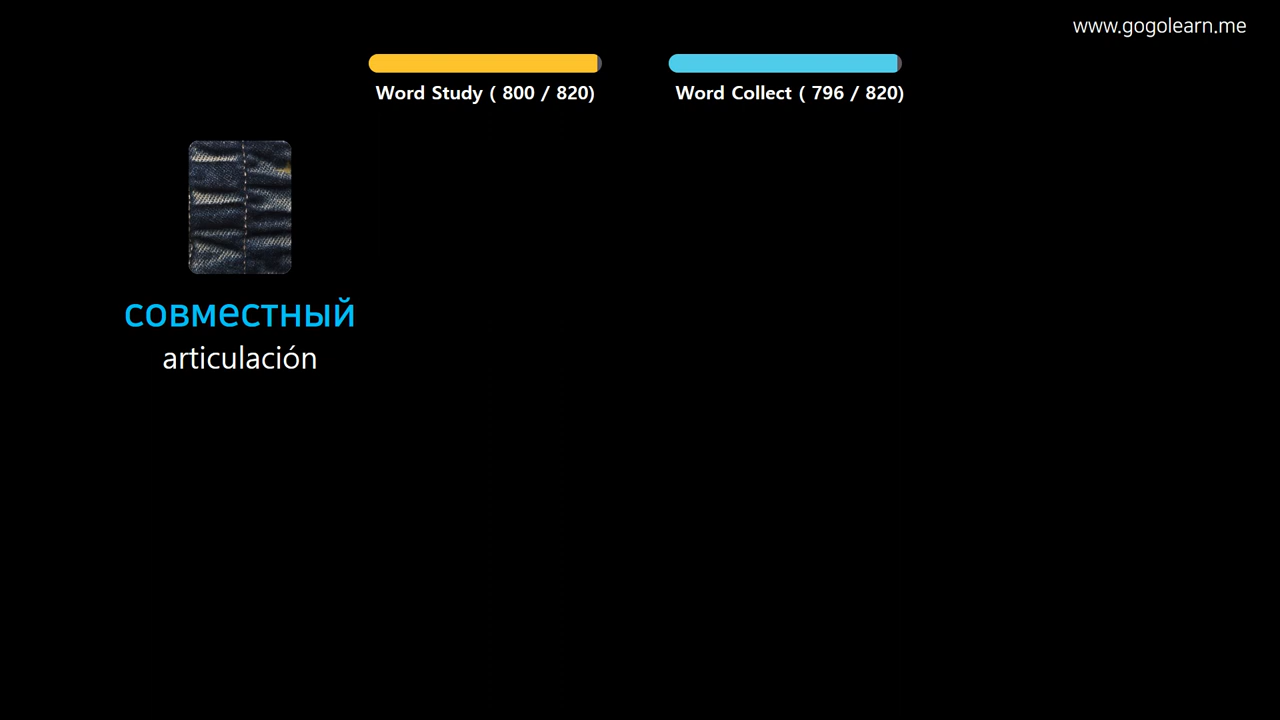 www.gogolearn.me
Word Study ( 800 / 820)
Word Collect ( 796 / 820)
совместный
articulación